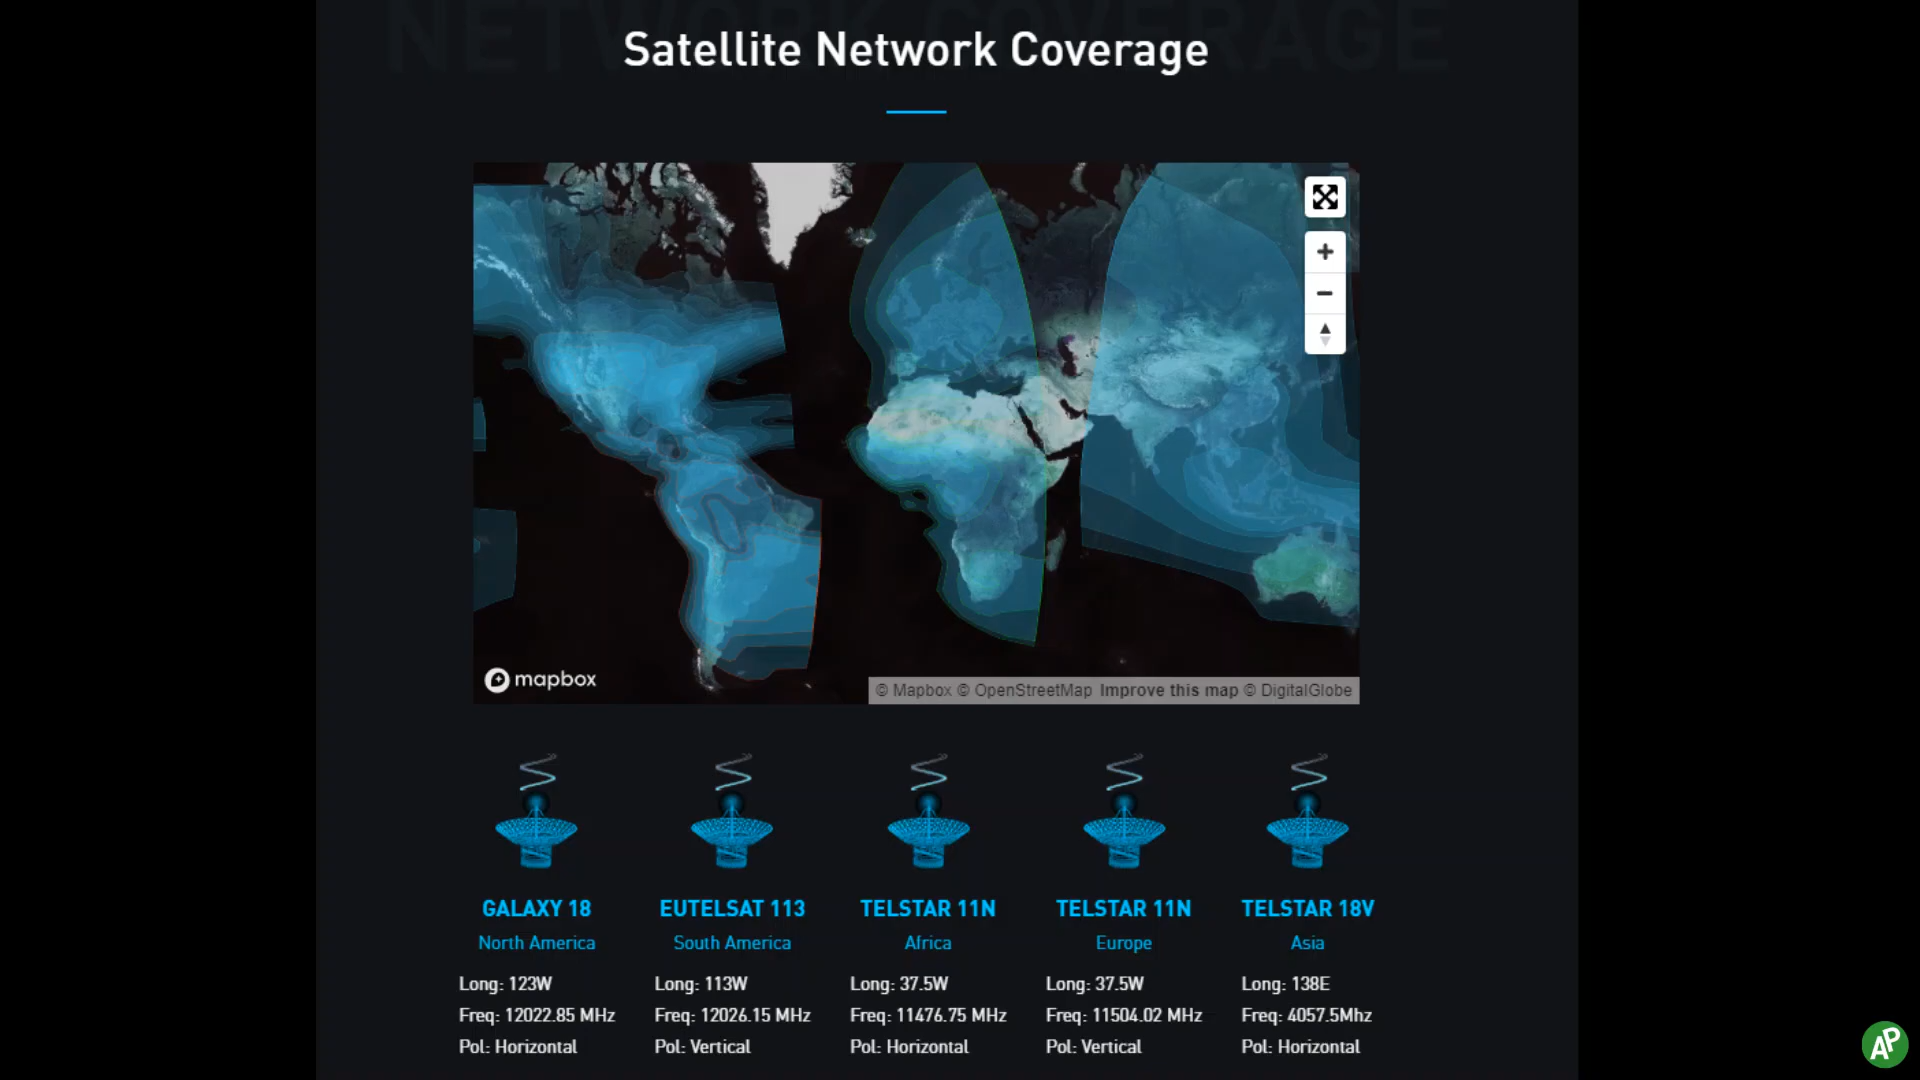 NETWORK COVERAGE
Satellite Network Coverage
mapbox
© Mapbox © OpenStreetMap Improve this map © DigitalGlobe
GALAXY 18
North America
Long: 123W
Freq: 12022.85 MHz
Pol: Horizontal
EUTELSAT 113
South America
Long: 113W
Freq: 12026.15 MHz
Pol: Vertical
TELSTAR 11N
Africa
Long: 37.5W
Freq: 11476.75 MHz
Pol: Horizontal
TELSTAR 11N
Europe
Long: 37.5W
Freq: 11504.02 MHz
Pol: Vertical
TELSTAR 18V
Asia
Long: 138E
Freq: 4057.5Mhz
Pol: Horizontal
AP